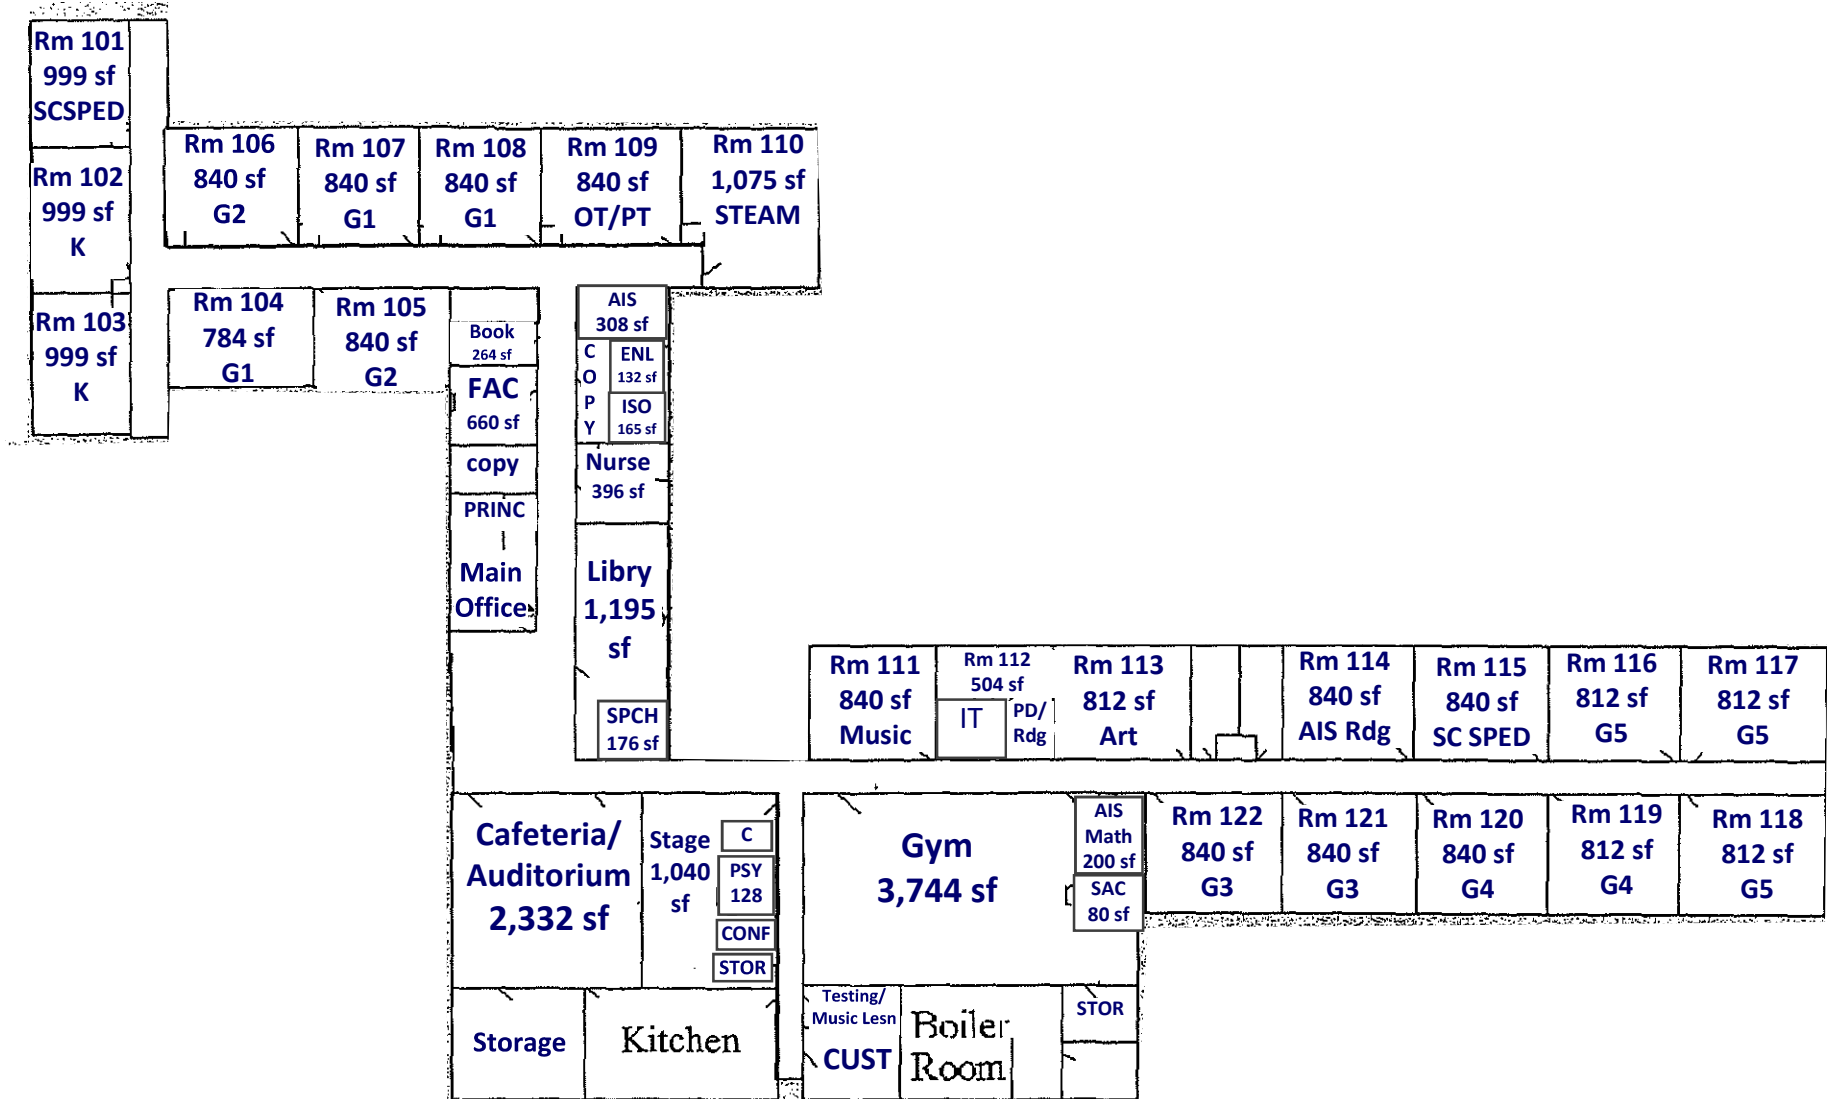 Rm 101
999 sf
SCSPED
Rm 102
999 sf
K
Rm 103
999 sf
K
Rm 106
840 sf
G2
Rm 107
840 sf
G1
Rm 108
840 sf
G1
Rm 109
840 sf
OT/PT
Rm 110
1,075 sf
STEAM
Rm 104
784 sf
G1
Rm 105
840 sf
G2
Book
264 sf
FAC
660 sf
copy
PRINC
Main
Office
AIS
308 sf
C
O
P
Y
ENL
132 sf
ISO
165 sf
Nurse
396 sf
Libry
1,195
sf
SPCH
176 sf
Rm 111
840 sf
Music
Rm 112
504 sf
IT
PD/
Rdg
Rm 113
812 sf
Art
Rm 114
840 sf
AIS Rdg
Rm 115
840 sf
SC SPED
Rm 116
812 sf
G5
Rm 117
812 sf
G5
Cafeteria/
Auditorium
2,332 sf
Stage
1,040
sf
C
PSY
128
CONF
STOR
Gym
3,744 sf
AIS
Math
200 sf
SAC
80 sf
Rm 122
840 sf
G3
Rm 121
840 sf
G3
Rm 120
840 sf
G4
Rm 119
812 sf
G4
Rm 118
812 sf
G5
Storage
Kitchen
Testing/
Music Lesn
CUST
Boiler
Room
STOR